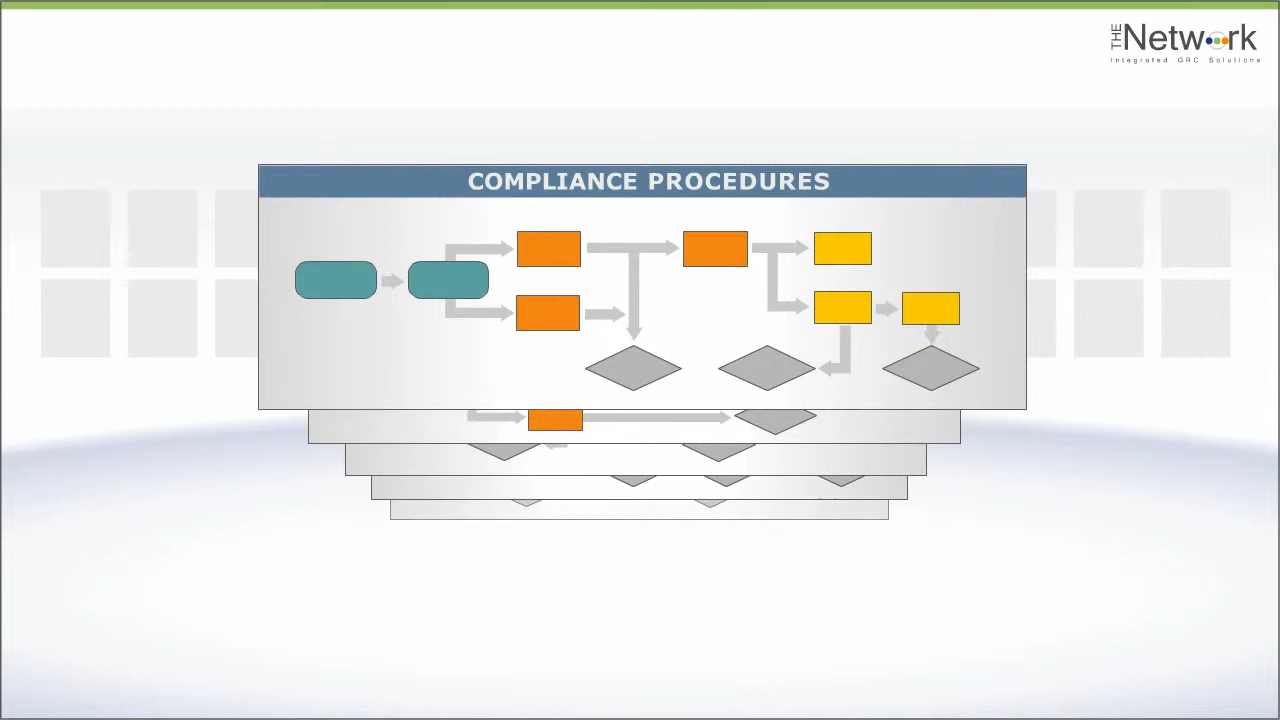 THE Network
Integrated GRC Solutions
COMPLIANCE PROCEDURES